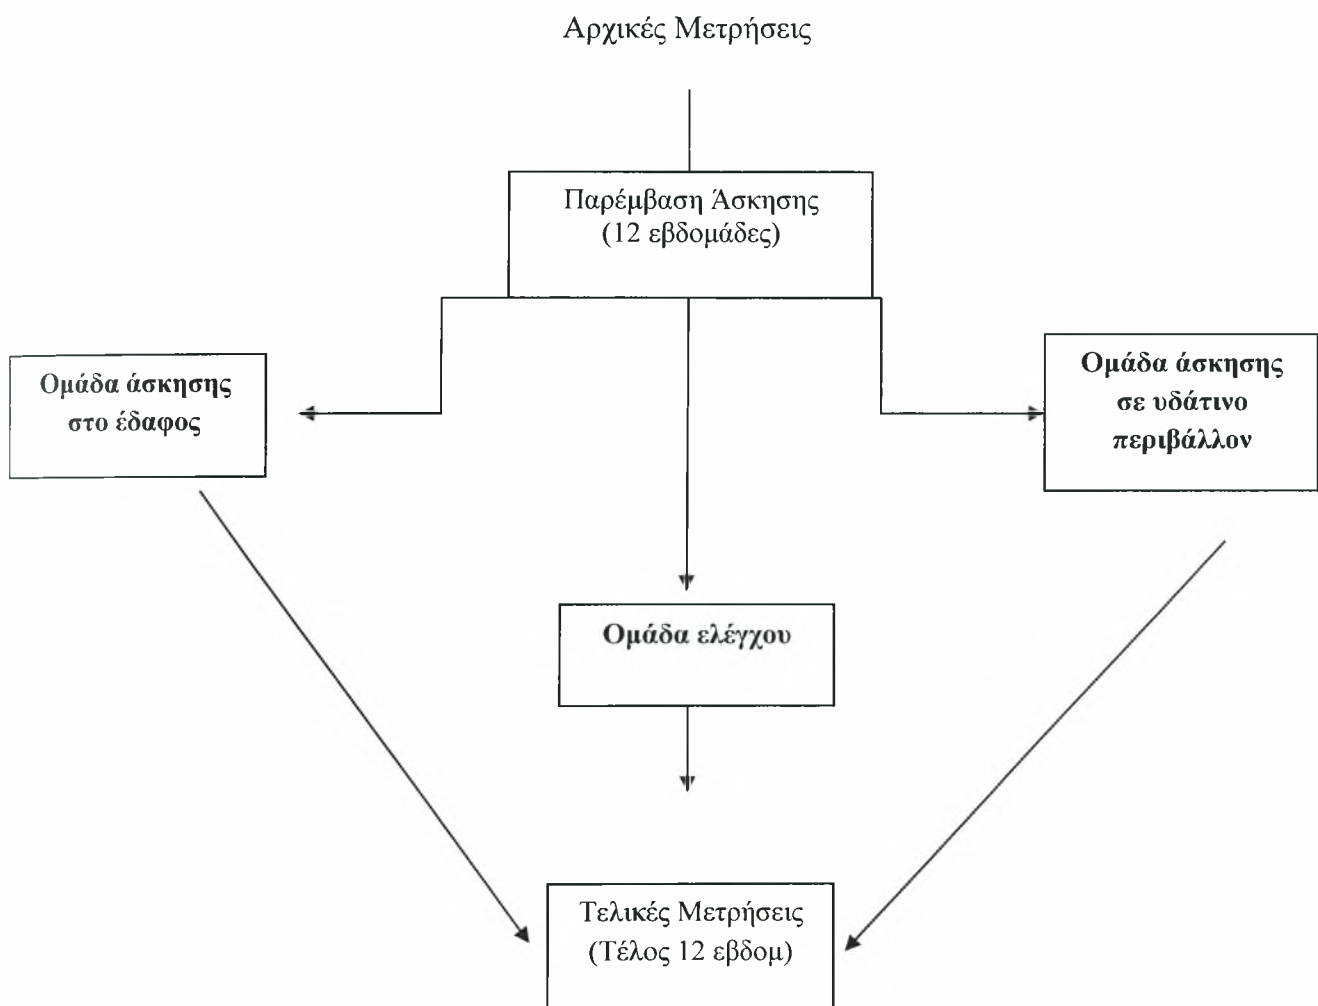 Αρχικές Μετρήσεις
Παρέμβαση Άσκησης
(12 εβδομάδες)
Ομάδα άσκησης
στο έδαφος
Ομάδα άσκησης
σε υδάτινο
περιβάλλον
Ομάδα ελέγχου
Τελικές Μετρήσεις
(Τέλος 12 εβδομ)